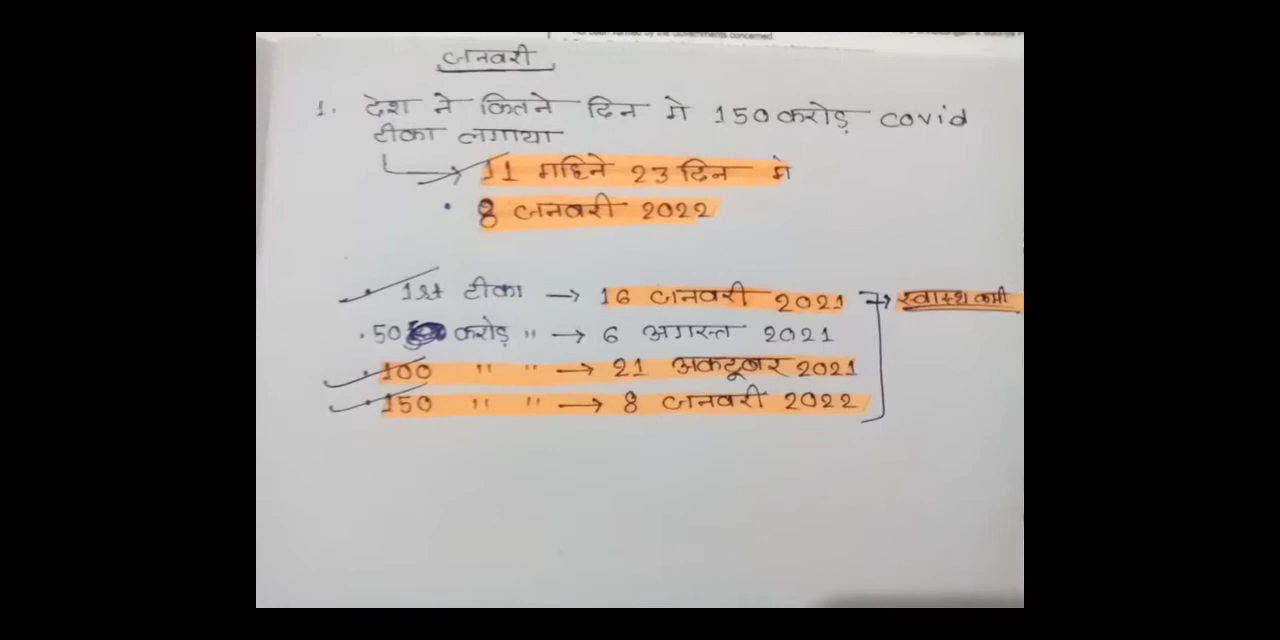 जनवरी
1. देश ने कितने दिन मे 150 करोड़ covid
टीका लगाया
→ 11 महिने 23 दिन मे
• 8 जनवरी 2022
1st टीका → 16 जनवरी 2021 → स्वास्थ कर्मी
• 50 करोड़ " → 6 अगस्त 2021
• 100 " " → 21 अक्टूबर 2021
• 150 " " → 8 जनवरी 2022